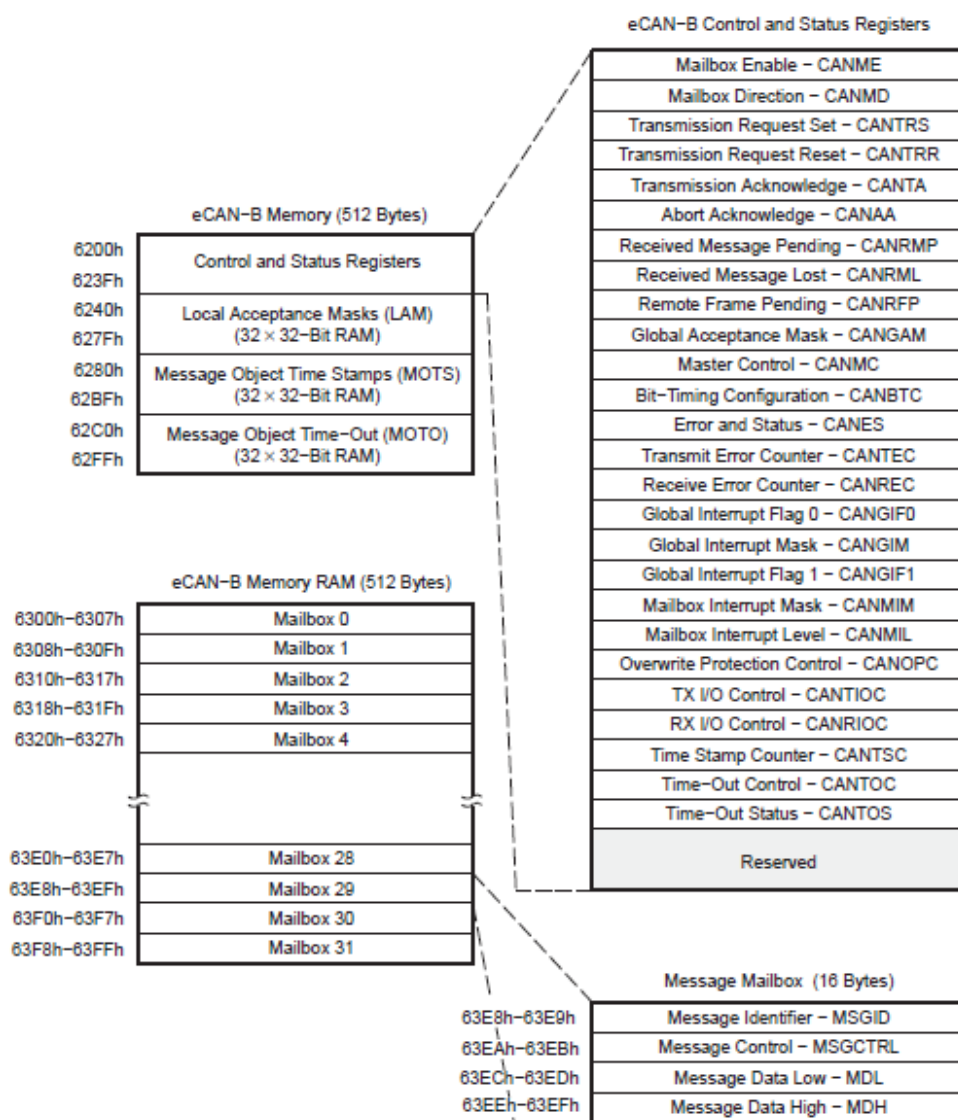 eCAN-B Control and Status Registers
Mailbox Enable - CANME
Mailbox Direction - CANMD
Transmission Request Set - CANTRS
Transmission Request Reset - CANTRR
Transmission Acknowledge - CANTA
Abort Acknowledge - CANAA
Received Message Pending - CANRMP
Received Message Lost - CANRML
Remote Frame Pending - CANRFP
Global Acceptance Mask - CANGAM
Master Control - CANMC
Bit-Timing Configuration - CANBTC
Error and Status - CANES
Transmit Error Counter - CANTEC
Receive Error Counter - CANREC
Global Interrupt Flag 0 - CANGIF0
Global Interrupt Mask - CANGIM
Global Interrupt Flag 1 - CANGIF1
Mailbox Interrupt Mask - CANMIM
Mailbox Interrupt Level - CANMIL
Overwrite Protection Control - CANOPC
TX I/O Control - CANTIOC
RX I/O Control - CANRIOC
Time Stamp Counter - CANTSC
Time-Out Control - CANTOC
Time-Out Status - CANTOS
Reserved
eCAN-B Memory (512 Bytes)
6200h
623Fh
Control and Status Registers
6240h
627Fh
Local Acceptance Masks (LAM)
(32 × 32-Bit RAM)
6280h
62BFh
Message Object Time Stamps (MOTS)
(32 × 32-Bit RAM)
62C0h
62FFh
Message Object Time-Out (MOTO)
(32 × 32-Bit RAM)
eCAN-B Memory RAM (512 Bytes)
6300h-6307h Mailbox 0
6308h-630Fh Mailbox 1
6310h-6317h Mailbox 2
6318h-631Fh Mailbox 3
6320h-6327h Mailbox 4
63E0h-63E7h Mailbox 28
63E8h-63EFh Mailbox 29
63F0h-63F7h Mailbox 30
63F8h-63FFh Mailbox 31
Message Mailbox (16 Bytes)
63E8h-63E9h Message Identifier - MSGID
63EAh-63EBh Message Control - MSGCTRL
63ECh-63EDh Message Data Low - MDL
63EEh-63EFh Message Data High - MDH